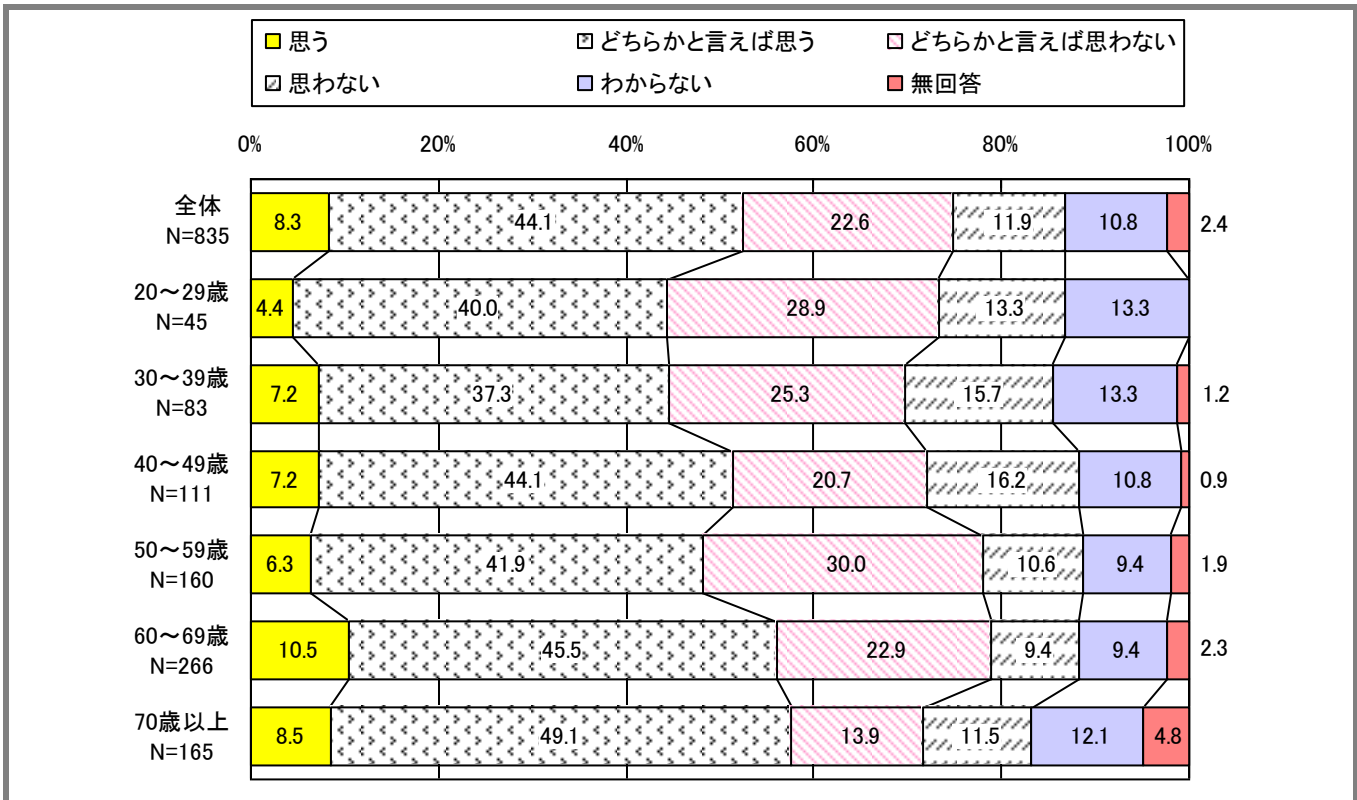 思う どちらかと言えば思う どちらかと言えば思わない
思わない わからない 無回答
0% 20% 40% 60% 80% 100%
全体
N=835
8.3 44.1 22.6 11.9 10.8 2.4
20～29歳
N=45
4.4 40.0 28.9 13.3 13.3
30～39歳
N=83
7.2 37.3 25.3 15.7 13.3 1.2
40～49歳
N=111
7.2 44.1 20.7 16.2 10.8 0.9
50～59歳
N=160
6.3 41.9 30.0 10.6 9.4 1.9
60～69歳
N=266
10.5 45.5 22.9 9.4 9.4 2.3
70歳以上
N=165
8.5 49.1 13.9 11.5 12.1 4.8